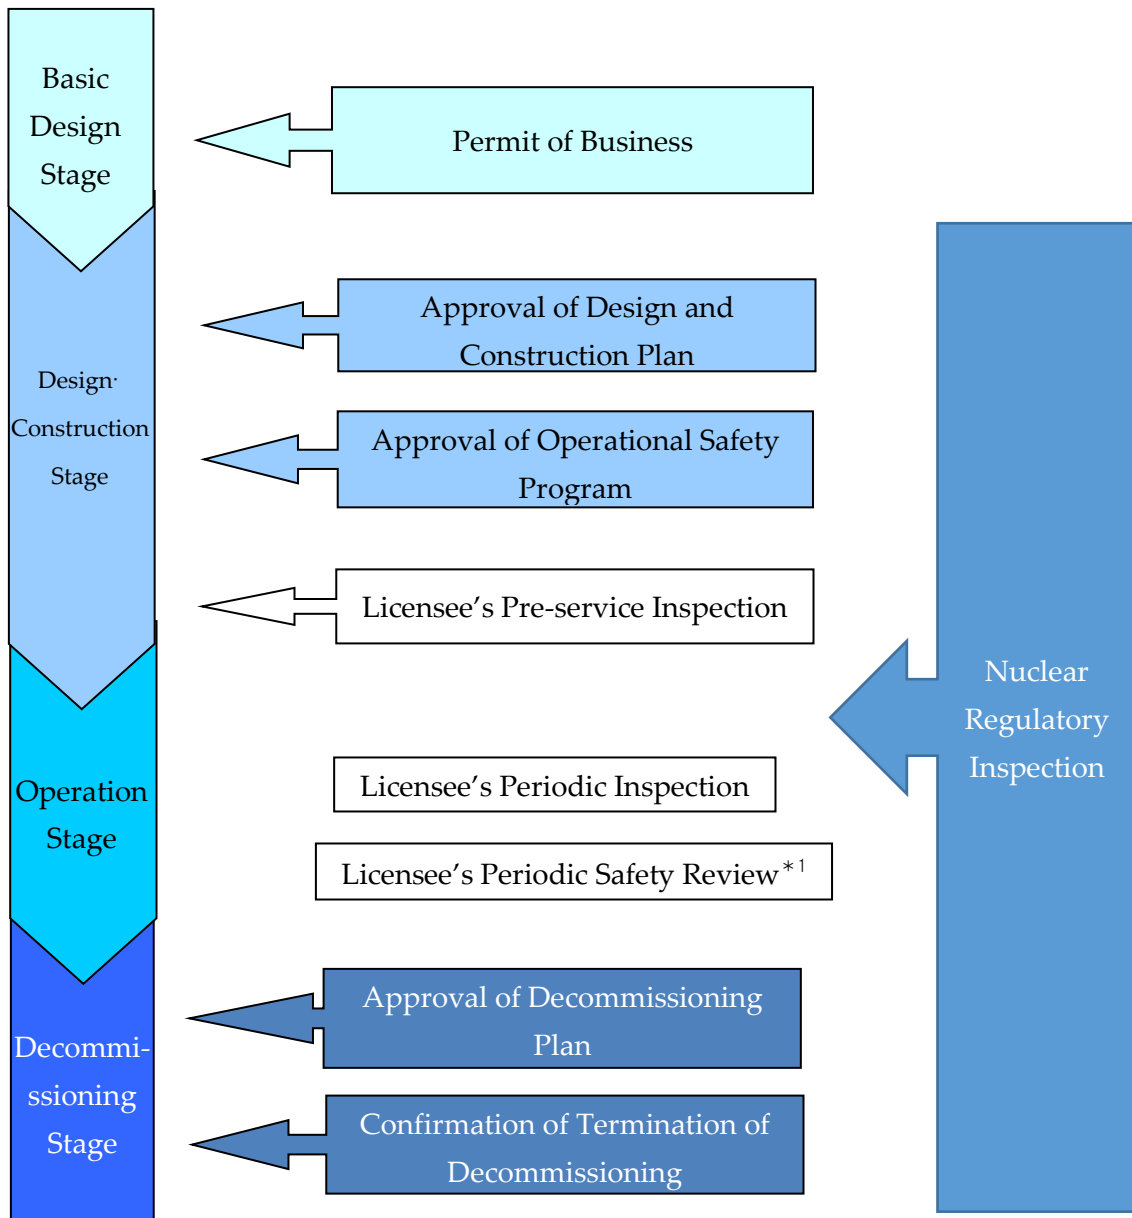 Basic
Design
Stage
Permit of Business
Approval of Design and
Construction Plan
Design·
Construction
Stage
Approval of Operational Safety
Program
Licensee’s Pre-service Inspection
Nuclear
Regulatory
Inspection
Operation
Stage
Licensee’s Periodic Inspection
Licensee’s Periodic Safety Review*1
Approval of Decommissioning
Plan
Decommi-
ssioning
Stage
Confirmation of Termination of
Decommissioning